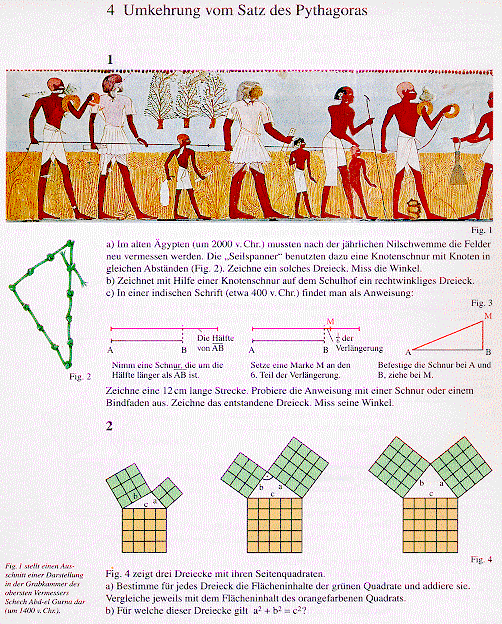 4 Umkehrung vom Satz des Pythagoras
1
Fig. 1
a) Im alten Ägypten (um 2000 v. Chr.) mussten nach der jährlichen Nilschwemme die Felder
neu vermessen werden. Die „Seilspanner“ benutzten dazu eine Knotenschnur mit Knoten in
gleichen Abständen (Fig. 2). Zeichne ein solches Dreieck. Miss die Winkel.
b) Zeichnet mit Hilfe einer Knotenschnur auf dem Schulhof ein rechtwinkliges Dreieck.
c) In einer indischen Schrift (etwa 400 v. Chr.) findet man als Anweisung:
Fig. 3
Fig. 2
A B
Die Hälfte
von AB
M
A B
1/6 der
Verlängerung
M
A B
Nimm eine Schnur, die um die
Hälfte länger als AB ist.
Setze eine Marke M an den
6. Teil der Verlängerung.
Befestige die Schnur bei A und
B, ziehe bei M.
Zeichne eine 12 cm lange Strecke. Probiere die Anweisung mit einer Schnur oder einem
Bindfaden aus. Zeichne das entstandene Dreieck. Miss seine Winkel.
2
b a
c
b a
c
b a
c
Fig. 4
Fig. 1 stellt einen Aus-
schnitt einer Darstellung
in der Grabkammer des
obersten Vermessers
Schech Abd-el Gurna dar
(um 1400 v. Chr.).
Fig. 4 zeigt drei Dreiecke mit ihren Seitenquadraten.
a) Bestimme für jedes Dreieck die Flächeninhalte der grünen Quadrate und addiere sie.
Vergleiche jeweils mit dem Flächeninhalt des orangefarbenen Quadrats.
b) Für welche dieser Dreiecke gilt a² + b² = c²?